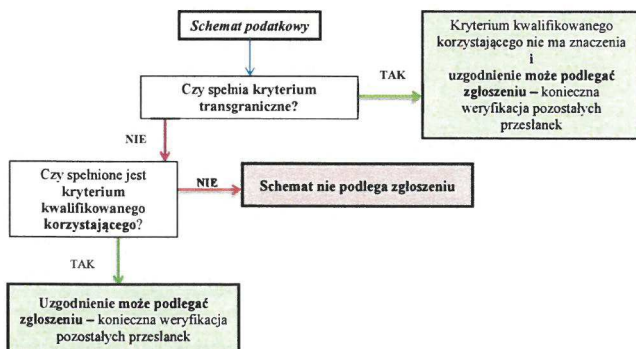 Schemat podatkowy
Kryterium kwalifikowanego
korzystającego nie ma znaczenia
i
uzgodnienie może podlegać
zgłoszeniu – konieczna
weryfikacja pozostałych
przesłanek
TAK
Czy spełnia kryterium
transgraniczne?
NIE
Czy spełnione jest
kryterium
kwalifikowanego
korzystającego?
NIE
Schemat nie podlega zgłoszeniu
TAK
Uzgodnienie może podlegać
zgłoszeniu – konieczna weryfikacja
pozostałych przesłanek